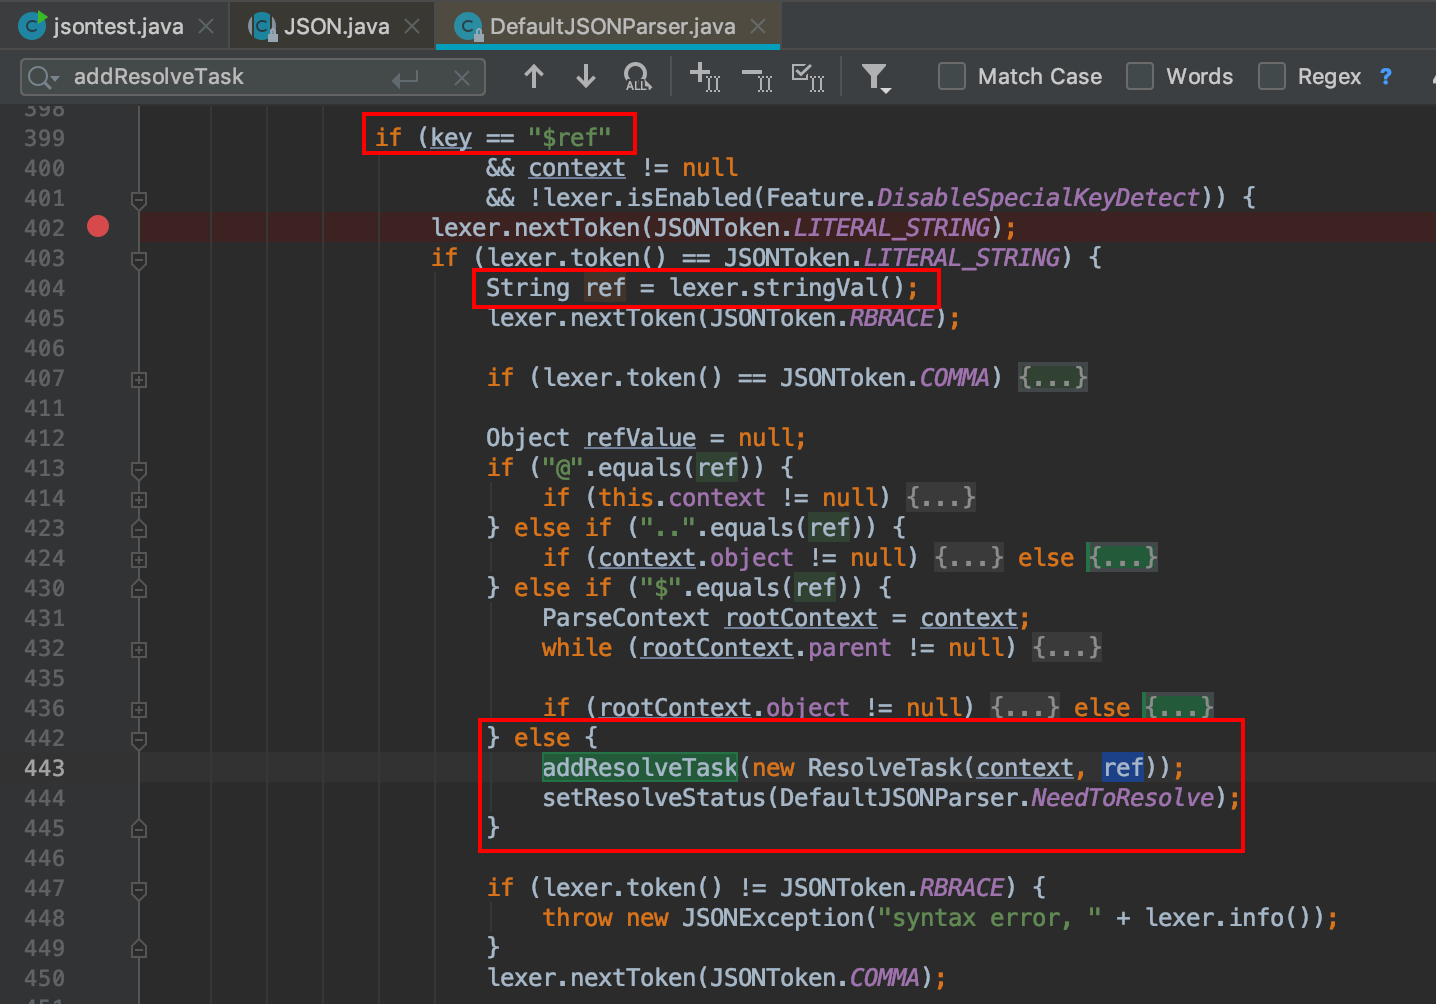 jsontest.java JSON.java DefaultJSONParser.java
addResolveTask ALL Match Case Words Regex ?
398
399 if (key == "$ref"
400 && context != null
401 && !lexer.isEnabled(Feature.DisableSpecialKeyDetect)) {
402 lexer.nextToken(JSONToken.LITERAL_STRING);
403 if (lexer.token() == JSONToken.LITERAL_STRING) {
404 String ref = lexer.stringVal();
405 lexer.nextToken(JSONToken.RBRACE);
406
407 if (lexer.token() == JSONToken.COMMA) {...}
411
412 Object refValue = null;
413 if ("@".equals(ref)) {
414 if (this.context != null) {...}
423 } else if ("..".equals(ref)) {
424 if (context.object != null) {...} else {...}
430 } else if ("$".equals(ref)) {
431 ParseContext rootContext = context;
432 while (rootContext.parent != null) {...}
435
436 if (rootContext.object != null) {...} else {...}
442 } else {
443 addResolveTask(new ResolveTask(context, ref));
444 setResolveStatus(DefaultJSONParser.NeedToResolve);
445 }
446
447 if (lexer.token() != JSONToken.RBRACE) {
448 throw new JSONException("syntax error, " + lexer.info());
449 }
450 lexer.nextToken(JSONToken.COMMA);